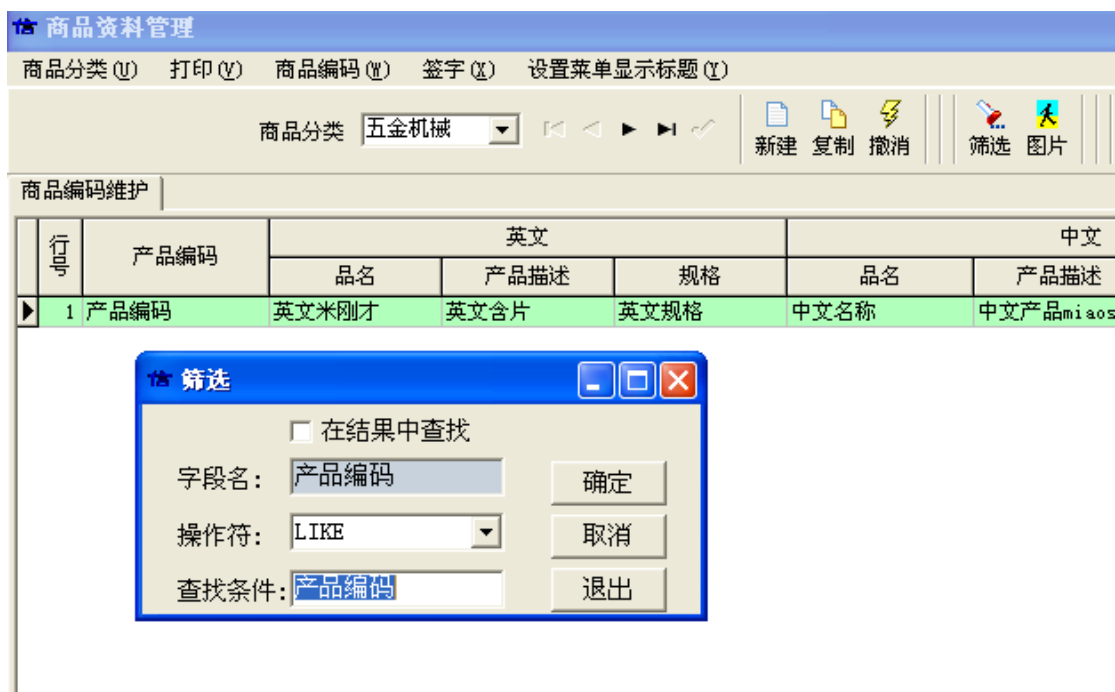 商品资料管理
商品分类(U) 打印(V) 商品编码(W) 签字(X) 设置菜单显示标题(Y)
商品分类 五金机械 新建 复制 撤消 筛选 图片
商品编码维护
行号 产品编码 英文 中文
品名 产品描述 规格 品名 产品描述
1 产品编码 英文米刚才 英文含片 英文规格 中文名称 中文产品miaos
筛选
在结果中查找
字段名: 产品编码 确定
操作符: LIKE 取消
查找条件: 产品编码 退出